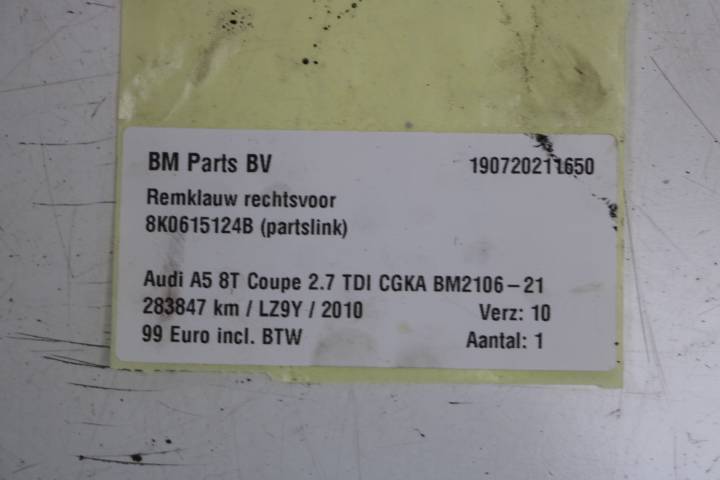 BM Parts BV 190720211650
Remklauw rechtsvoor
8K0615124B (partslink)
Audi A5 8T Coupe 2.7 TDI CGKA BM2106-21
283847 km / LZ9Y / 2010 Verz: 10
99 Euro incl. BTW Aantal: 1